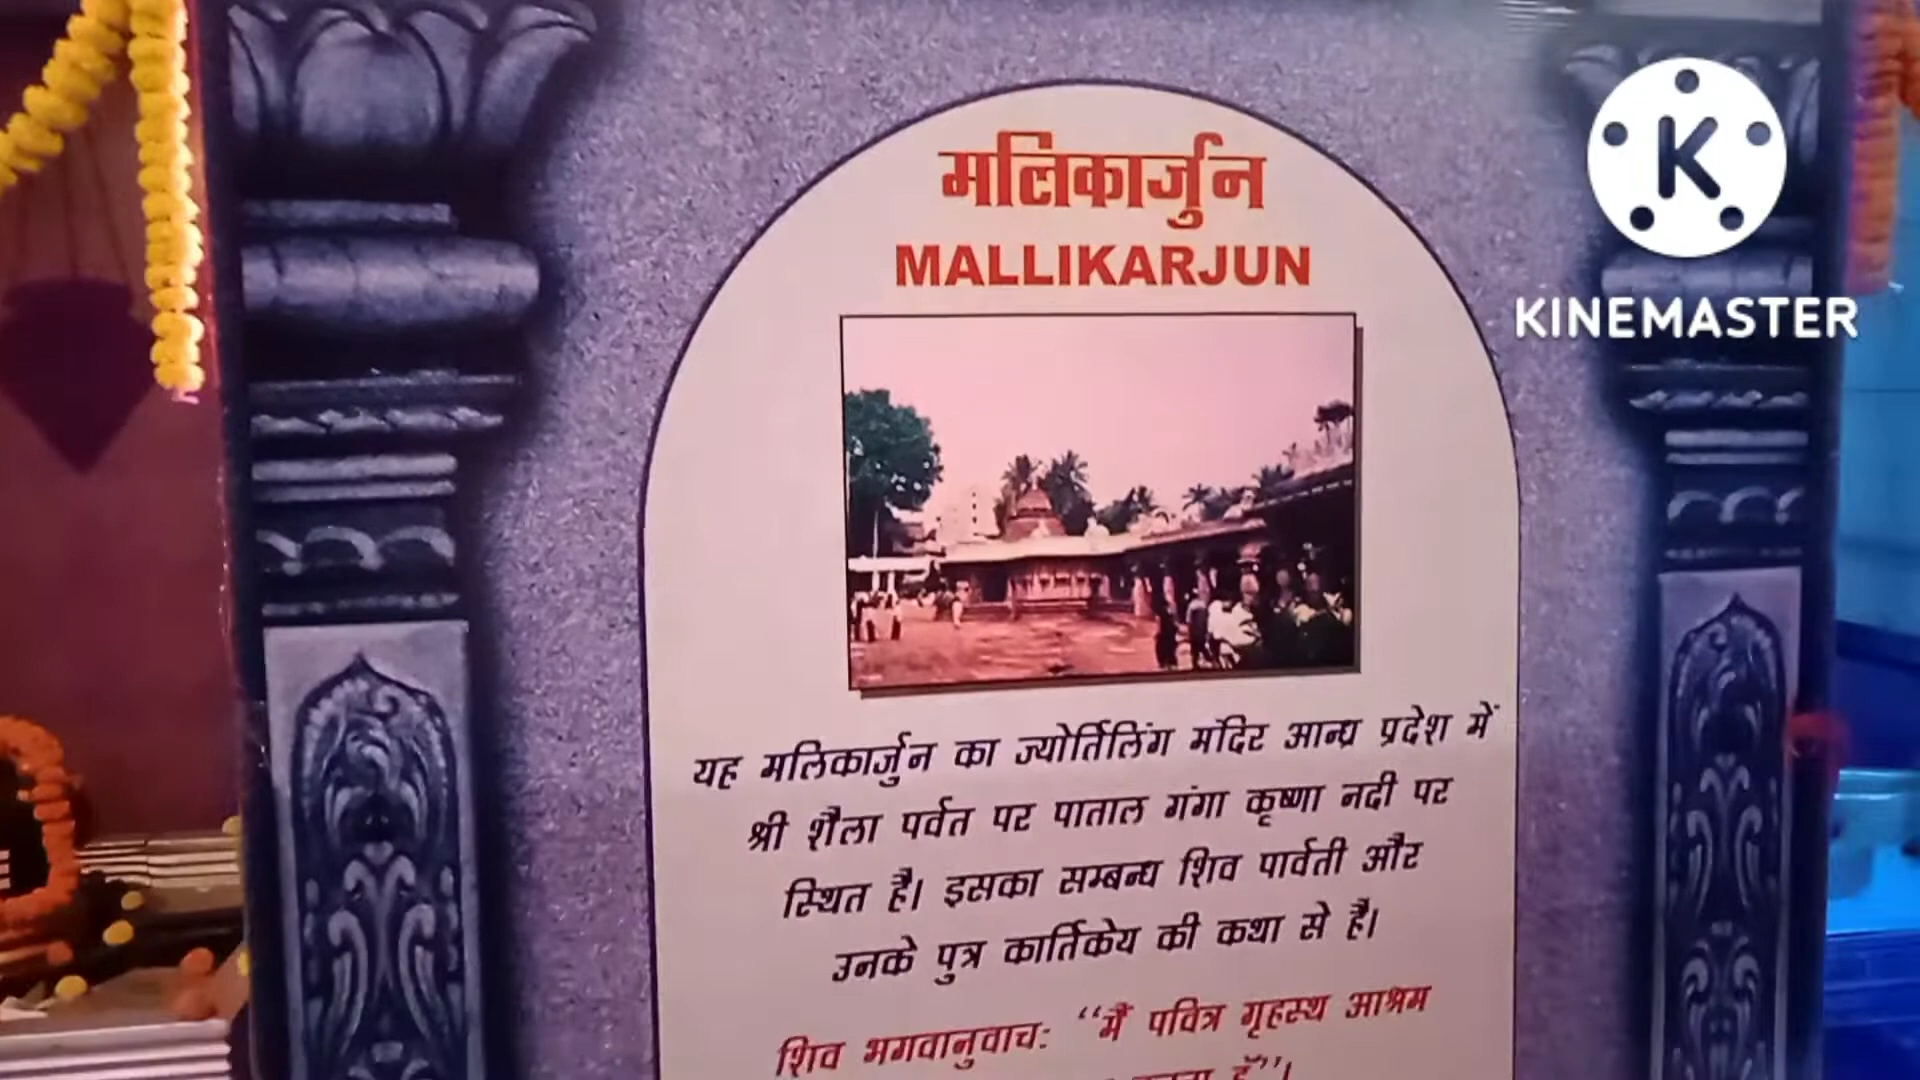 मलिकार्जुन
MALLIKARJUN
K
KINEMASTER
यह मलिकार्जुन का ज्योर्तिलिंग मंदिर आन्ध्र प्रदेश में
श्री शैला पर्वत पर पाताल गंगा कृष्णा नदी पर
स्थित है। इसका सम्बन्ध शिव पार्वती और
उनके पुत्र कार्तिकेय की कथा से है।
शिव भगवानुवाचः “मैं पवित्र गृहस्थ आश्रम
हूँ”।